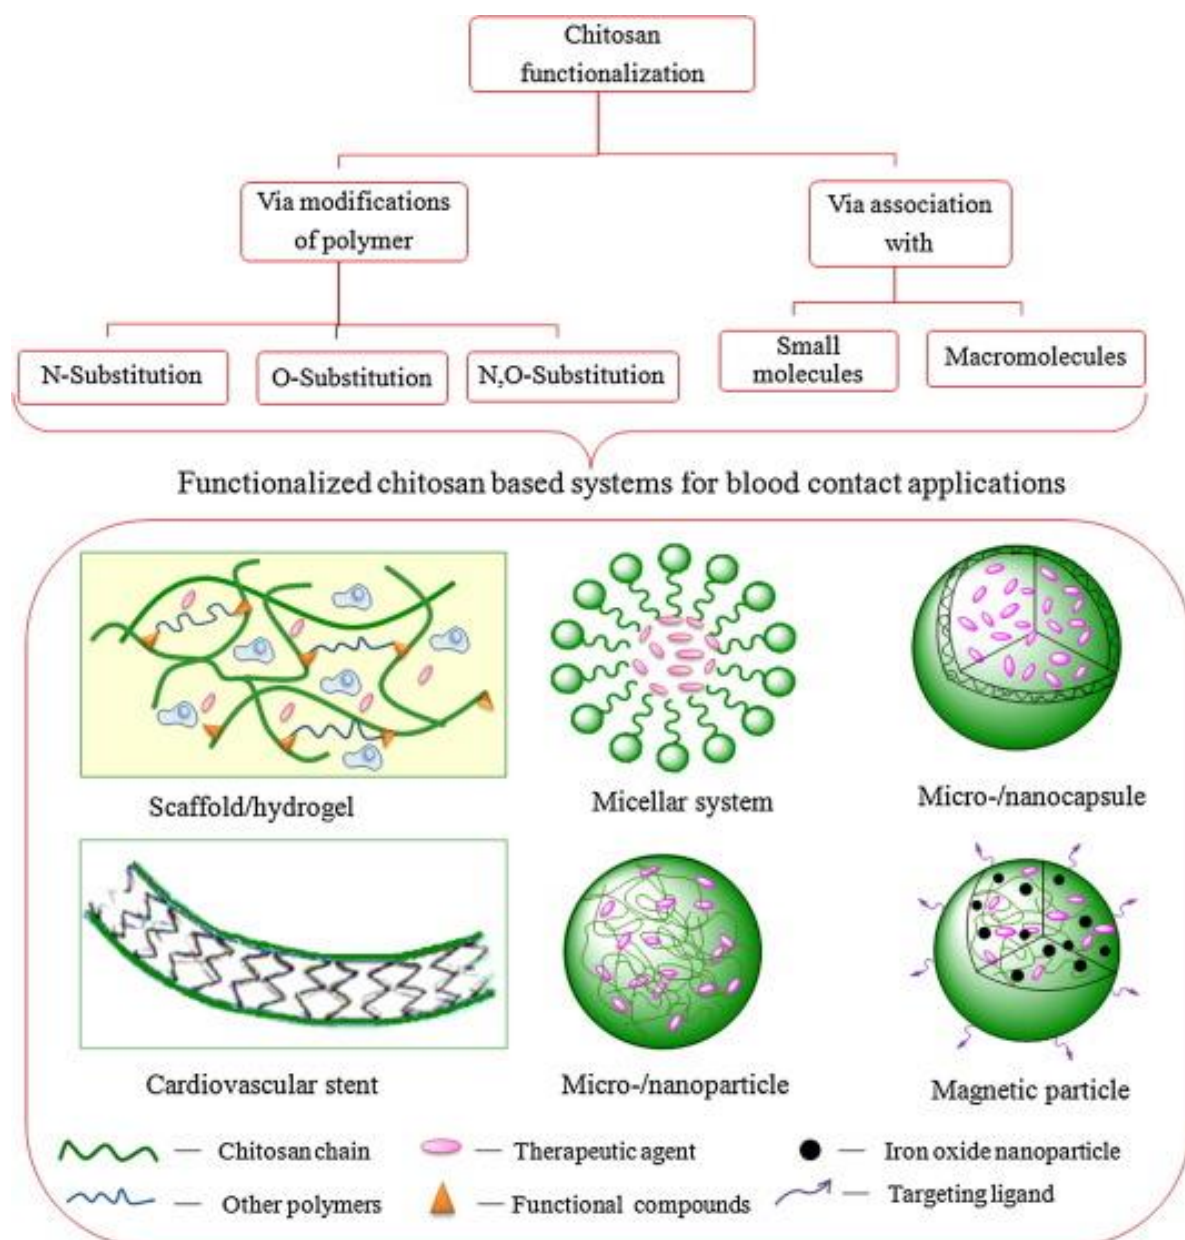 Chitosan
functionalization
Via modifications
of polymer
Via association
with
N-Substitution
O-Substitution
N,O-Substitution
Small
molecules
Macromolecules
Functionalized chitosan based systems for blood contact applications
Scaffold/hydrogel
Micellar system
Micro-/nanocapsule
Cardiovascular stent
Micro-/nanoparticle
Magnetic particle
Chitosan chain
Therapeutic agent
Iron oxide nanoparticle
Other polymers
Functional compounds
Targeting ligand